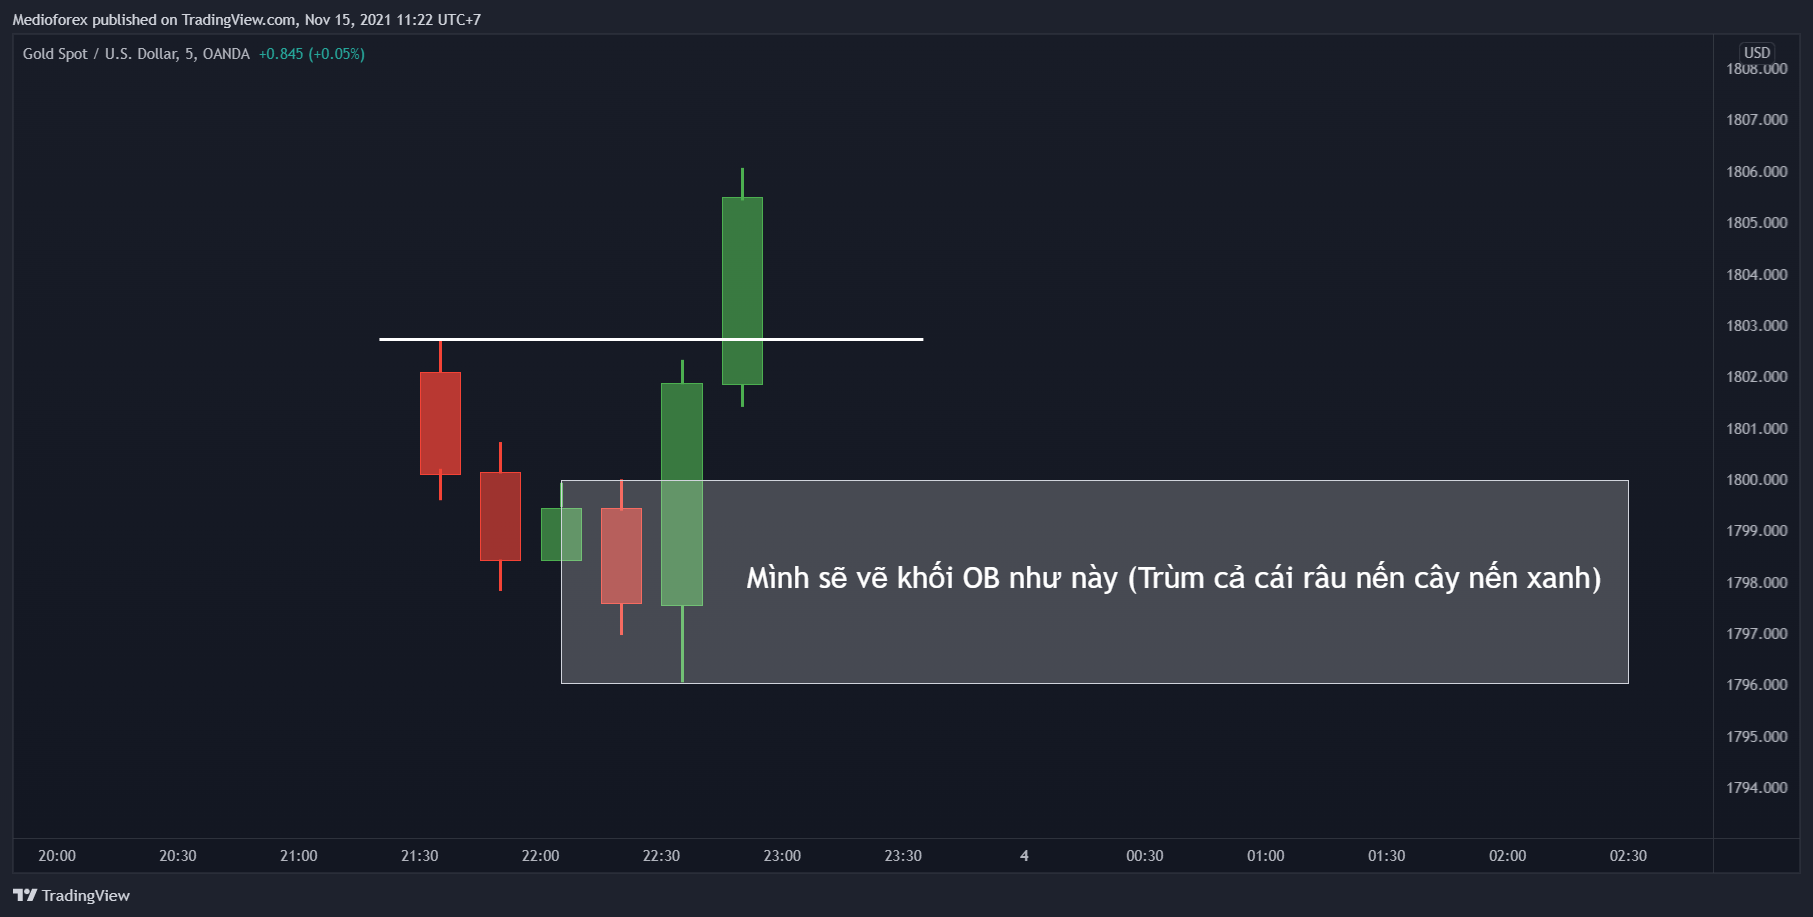 Medioforex published on TradingView.com, Nov 15, 2021 11:22 UTC+7
Gold Spot / U.S. Dollar, 5, OANDA +0.845 (+0.05%)
USD
1808.000
1807.000
1806.000
1805.000
1804.000
1803.000
1802.000
1801.000
1800.000
1799.000
Mình sẽ vẽ khối OB như này (Trùm cả cái râu nến cây nến xanh)
1798.000
1797.000
1796.000
1795.000
1794.000
20:00 20:30 21:00 21:30 22:00 22:30 23:00 23:30 4 00:30 01:00 01:30 02:00 02:30
TradingView